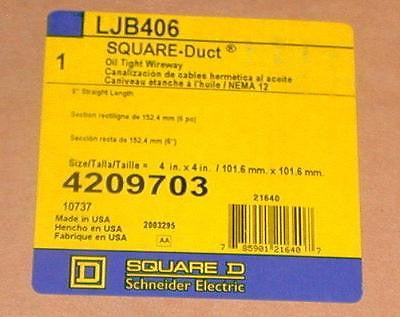 LJB406
1
SQUARE-Duct®
Oil Tight Wireway
Canalización de cables hermetica al aceite
Caniveau étanche à l'huile / NEMA 12
Straight Length
Section rectiligne de 152,4 mm (6 po)
Sección recta de 152,4 mm (6")
Size/Talla/Taille = 4 in. x 4 in. / 101.6 mm. x 101.6 mm.
4209703
21640
10737
Made in USA
Hencho en USA
Fabrique en USA
2003295
AA
7 85901 21640 7
D SQUARE D
Schneider Electric